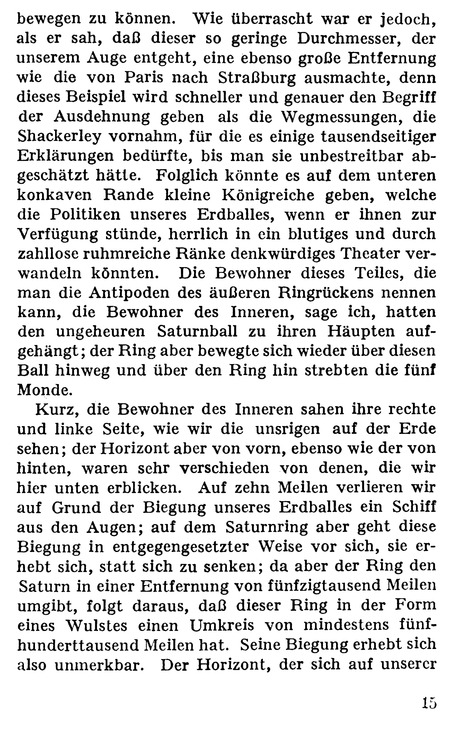 bewegen zu können. Wie überrascht war er jedoch,
als er sah, daß dieser so geringe Durchmesser, der
unserem Auge entgeht, eine ebenso große Entfernung
wie die von Paris nach Straßburg ausmachte, denn
dieses Beispiel wird schneller und genauer den Begriff
der Ausdehnung geben als die Wegmessungen, die
Shackerley vornahm, für die es einige tausendseitiger
Erklärungen bedürfte, bis man sie unbestreitbar ab-
geschätzt hätte. Folglich könnte es auf dem unteren
konkaven Rande kleine Königreiche geben, welche
die Politiken unseres Erdballes, wenn er ihnen zur
Verfügung stünde, herrlich in ein blutiges und durch
zahllose ruhmreiche Ränke denkwürdiges Theater ver-
wandeln könnten. Die Bewohner dieses Teiles, die
man die Antipoden des äußeren Ringrückens nennen
kann, die Bewohner des Inneren, sage ich, hatten
den ungeheuren Saturnball zu ihren Häupten auf-
gehängt; der Ring aber bewegte sich wieder über diesen
Ball hinweg und über den Ring hin strebten die fünf
Monde.
Kurz, die Bewohner des Inneren sahen ihre rechte
und linke Seite, wie wir die unsrigen auf der Erde
sehen; der Horizont aber von vorn, ebenso wie der von
hinten, waren sehr verschieden von denen, die wir
hier unten erblicken. Auf zehn Meilen verlieren wir
auf Grund der Biegung unseres Erdballes ein Schiff
aus den Augen; auf dem Saturnring aber geht diese
Biegung in entgegengesetzter Weise vor sich, sie er-
hebt sich, statt sich zu senken; da aber der Ring den
Saturn in einer Entfernung von fünfzigtausend Meilen
umgibt, folgt daraus, daß dieser Ring in der Form
eines Wulstes einen Umkreis von mindestens fünf-
hunderttausend Meilen hat. Seine Biegung erhebt sich
also unmerkbar. Der Horizont, der sich auf unserer
15